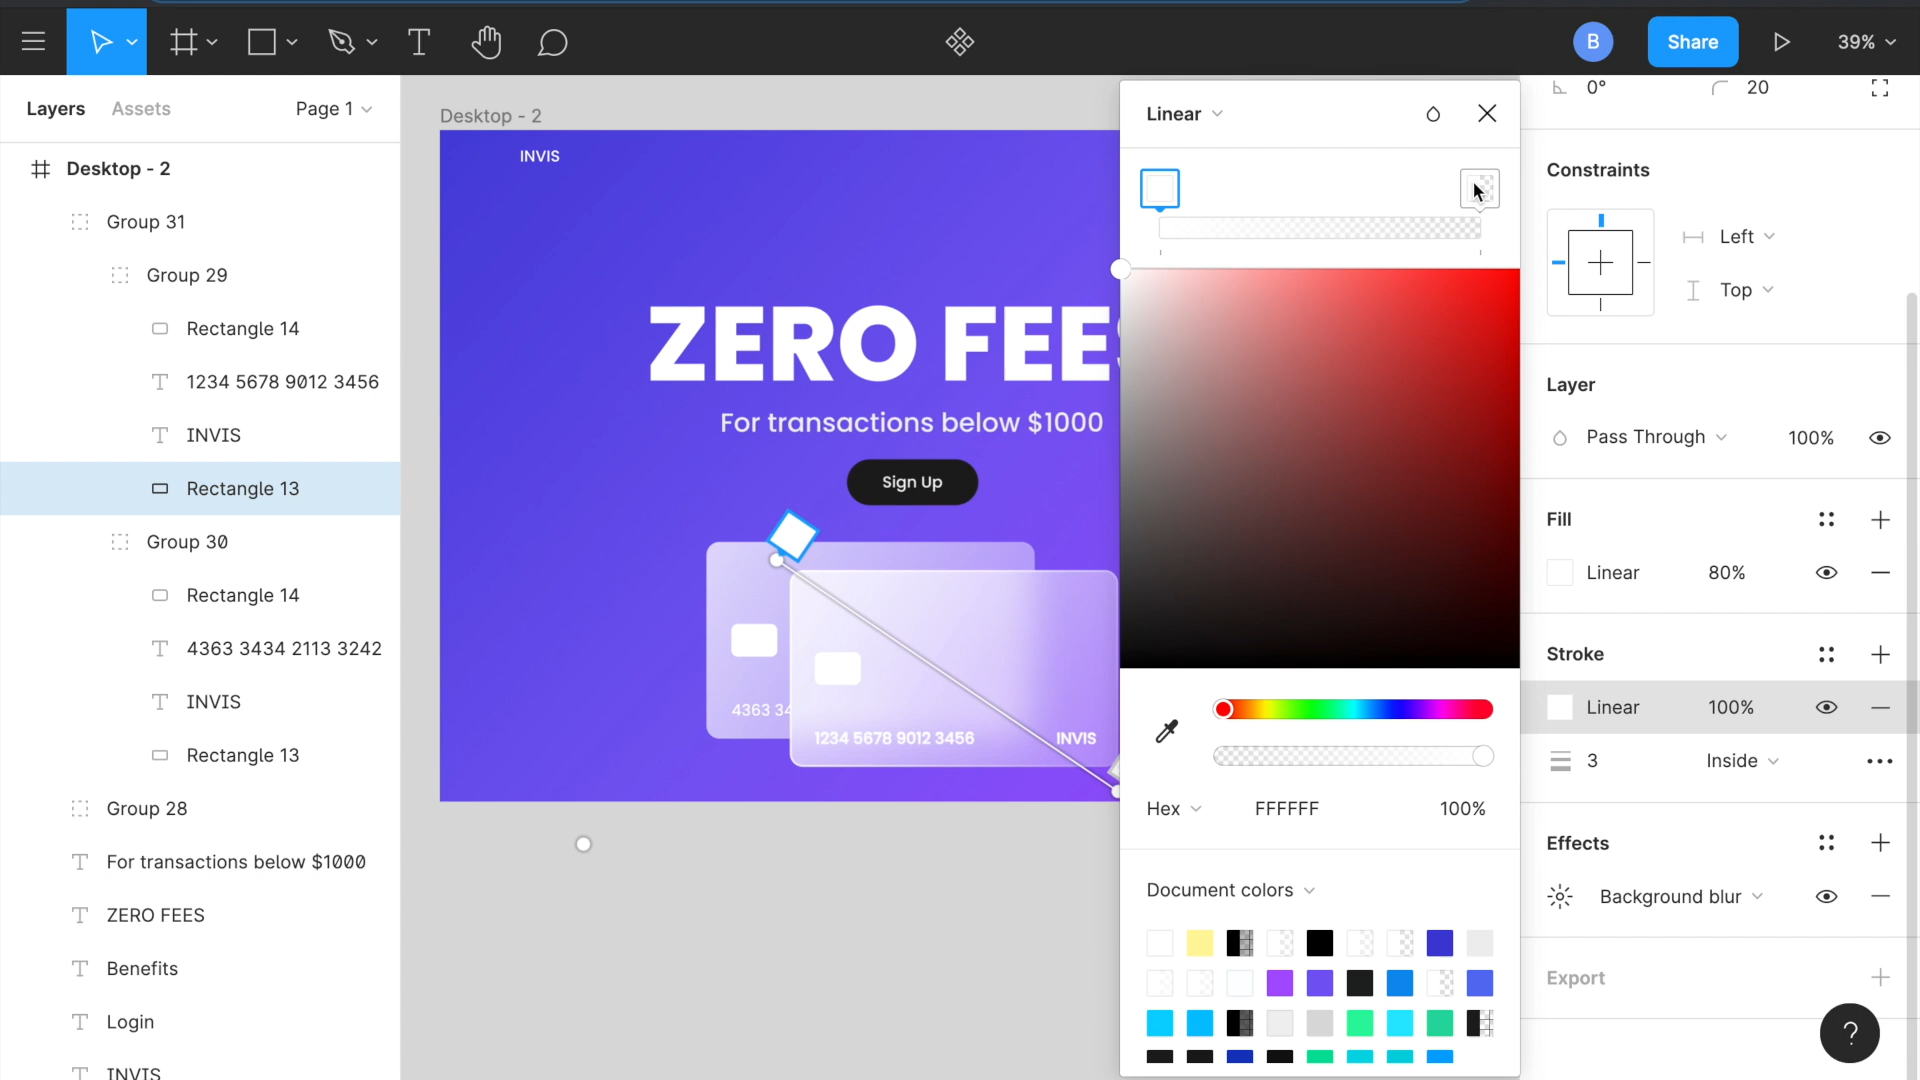 B
Share
39%
Layers
Assets
Page 1
Desktop - 2
Group 31
Group 29
Rectangle 14
1234 5678 9012 3456
INVIS
Rectangle 13
Group 30
Rectangle 14
4363 3434 2113 3242
INVIS
Rectangle 13
Group 28
For transactions below $1000
ZERO FEES
Benefits
Login
INVIS
Desktop - 2
INVIS
ZERO FEES
For transactions below $1000
Sign Up
4363 34
1234 5678 9012 3456
INVIS
Linear
Hex
FFFFFF
100%
Document colors
0°
20
Constraints
Left
Top
Layer
Pass Through
100%
Fill
Linear
80%
Stroke
Linear
100%
3
Inside
Effects
Background blur
Export
?